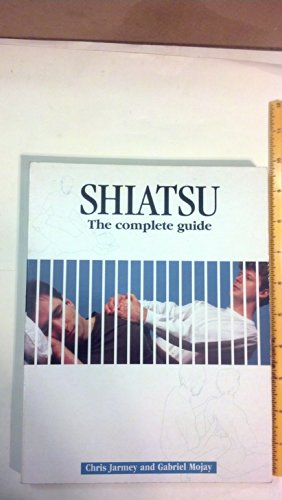 SHIATSU
The complete guide
Chris Jarmey and Gabriel Mojay